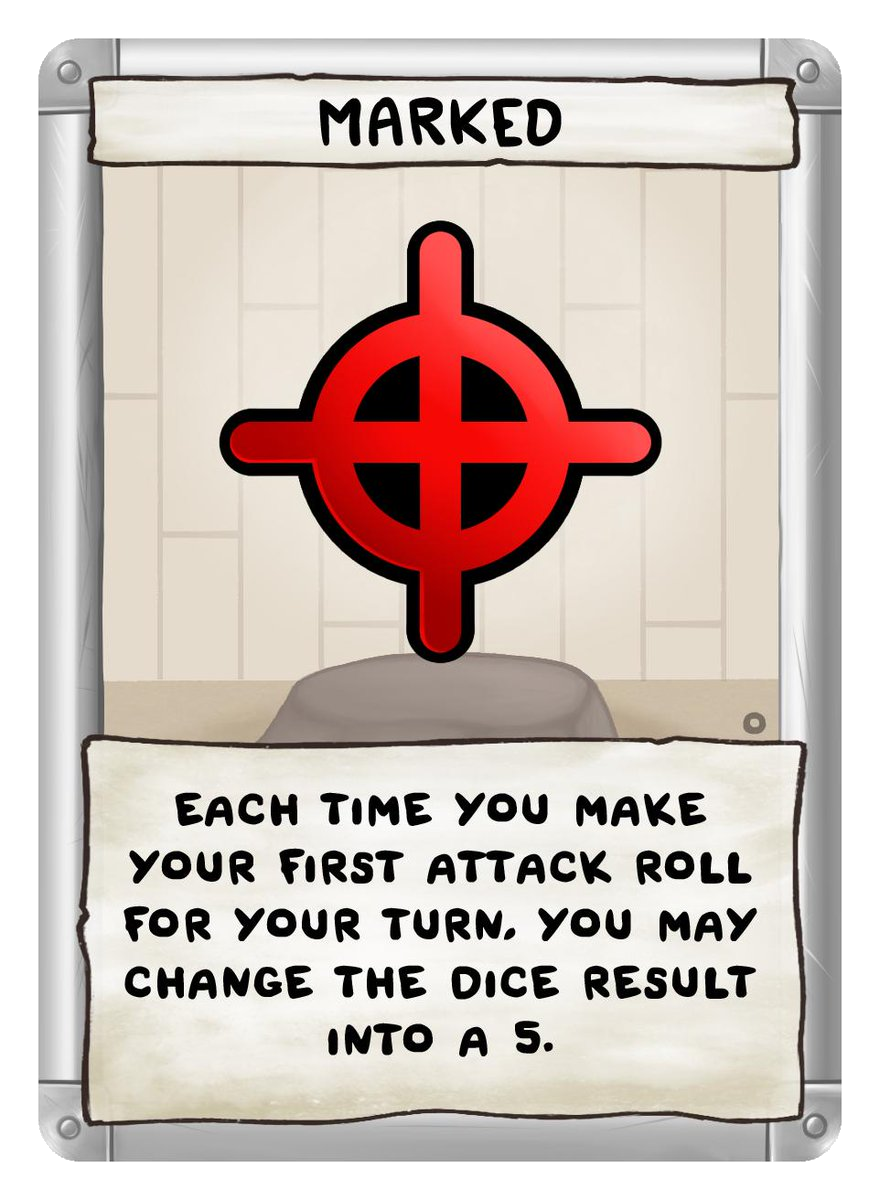 MARKED
EACH TIME YOU MAKE
YOUR FIRST ATTACK ROLL
FOR YOUR TURN, YOU MAY
CHANGE THE DICE RESULT
INTO A 5.